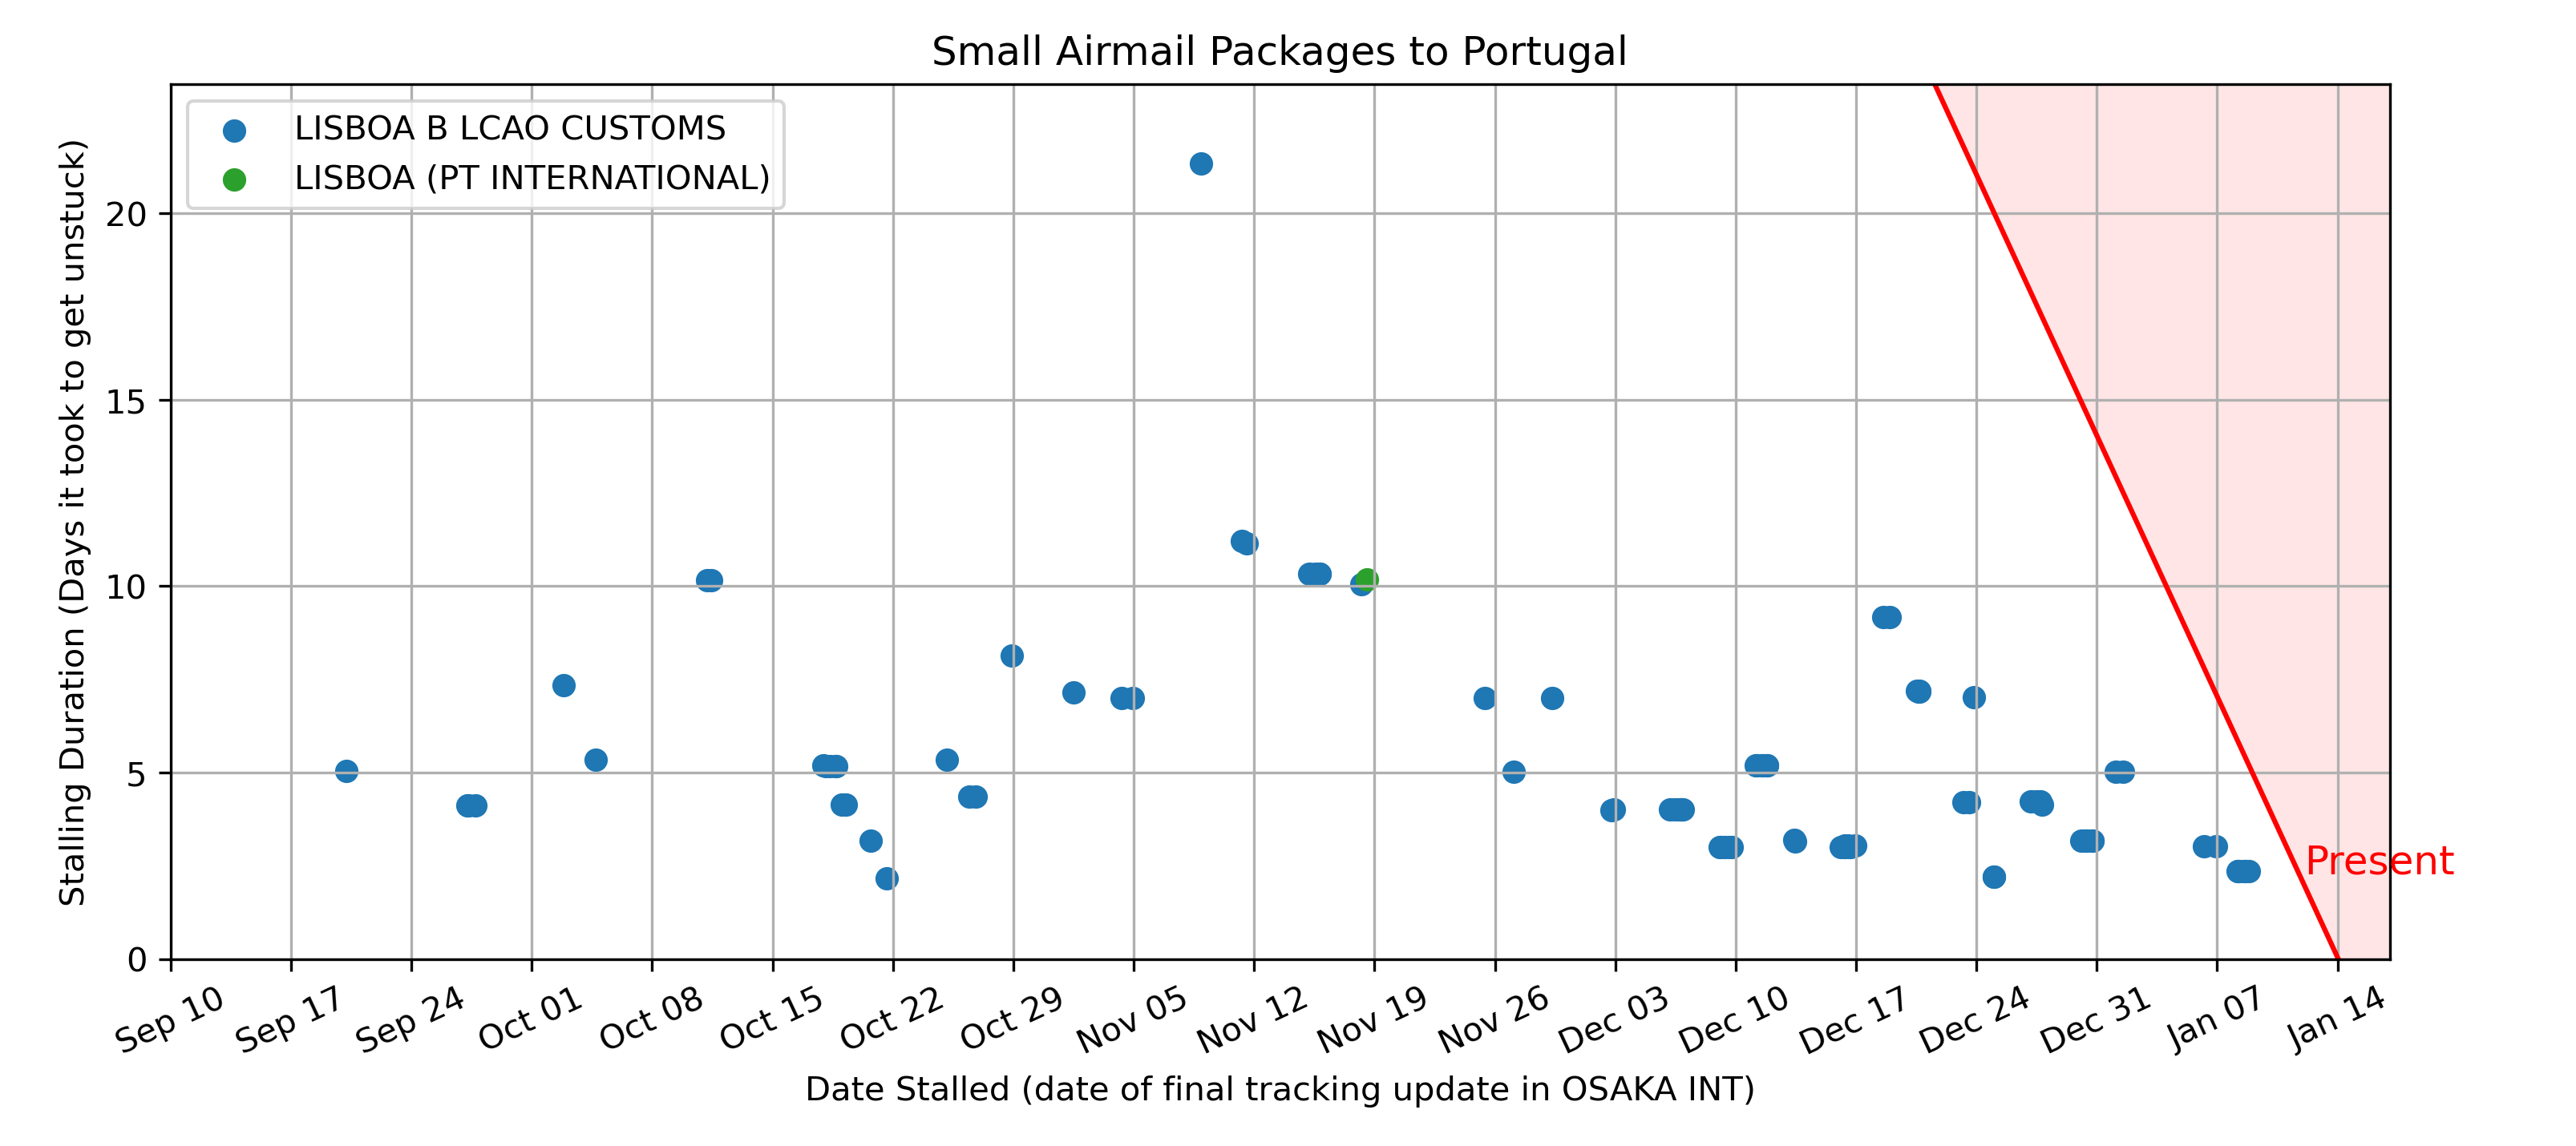 Small Airmail Packages to Portugal
LISBOA B LCAO CUSTOMS
LISBOA (PT INTERNATIONAL)
Stalling Duration (Days it took to get unstuck)
20
15
10
5
0
Present
Sep 10
Sep 17
Sep 24
Oct 01
Oct 08
Oct 15
Oct 22
Oct 29
Nov 05
Nov 12
Nov 19
Nov 26
Dec 03
Dec 10
Dec 17
Dec 24
Dec 31
Jan 07
Jan 14
Date Stalled (date of final tracking update in OSAKA INT)